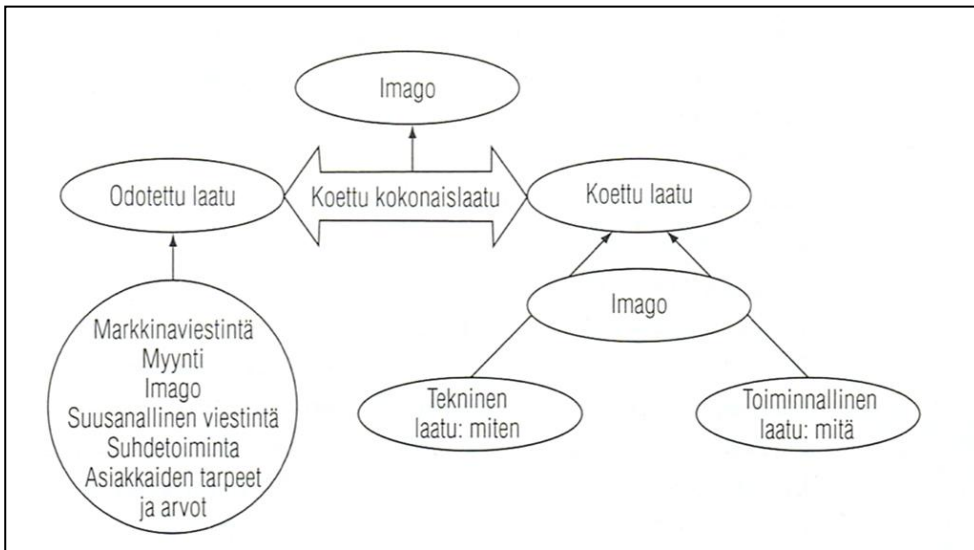 Imago
Odotettu laatu
Koettu kokonaislaatu
Koettu laatu
Imago
Markkinaviestintä
Myynti
Imago
Suusanallinen viestintä
Suhdetoiminta
Asiakkaiden tarpeet
ja arvot
Tekninen
laatu: miten
Toiminnallinen
laatu: mitä